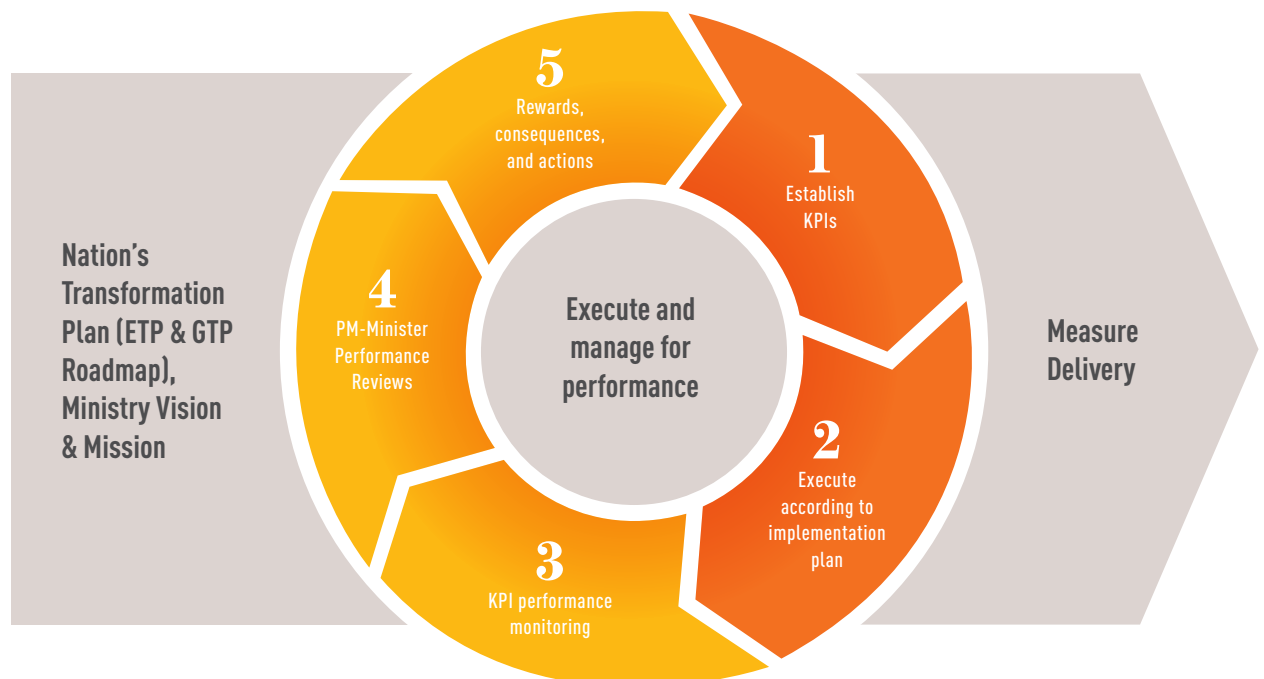 Nation’s
Transformation
Plan (ETP & GTP
Roadmap),
Ministry Vision
& Mission
Execute and
manage for
performance
1
Establish
KPIs
2
Execute
according to
implementation
plan
3
KPI performance
monitoring
4
PM-Minister
Performance
Reviews
5
Rewards,
consequences,
and actions
Measure
Delivery